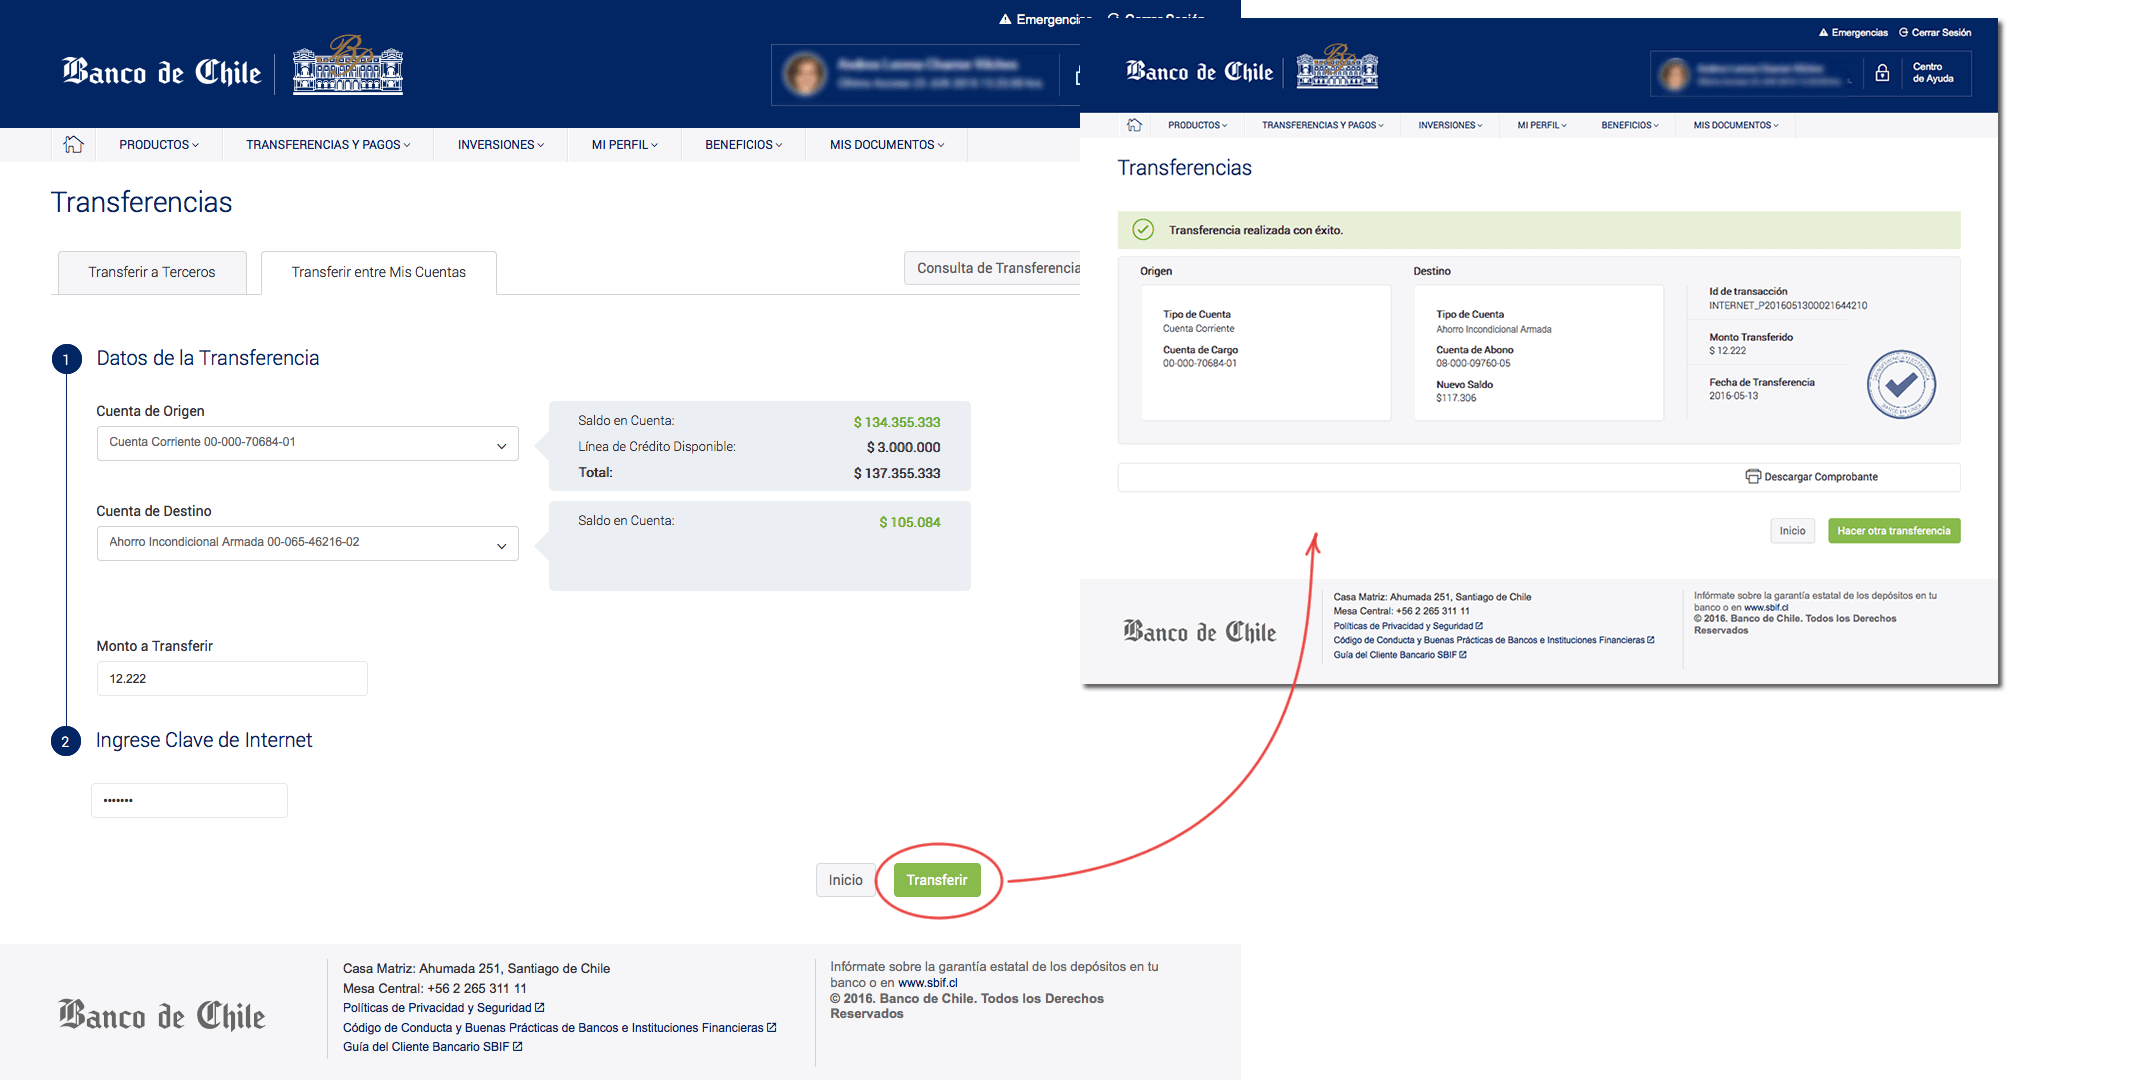 Emergencias
Cerrar Sesión
Banco de Chile
PRODUCTOS
TRANSFERENCIAS Y PAGOS
INVERSIONES
MI PERFIL
BENEFICIOS
MIS DOCUMENTOS
Transferencias
Transferir a Terceros
Transferir entre Mis Cuentas
Consulta de Transferencia
1
Datos de la Transferencia
Cuenta de Origen
Cuenta Corriente 00-000-70684-01
Saldo en Cuenta: $ 134.355.333
Línea de Crédito Disponible: $ 3.000.000
Total: $ 137.355.333
Cuenta de Destino
Ahorro Incondicional Armada 00-065-46216-02
Saldo en Cuenta: $ 105.084
Monto a Transferir
12.222
2
Ingrese Clave de Internet
•••••••
Inicio
Transferir
Banco de Chile
Casa Matriz: Ahumada 251, Santiago de Chile
Mesa Central: +56 2 265 311 11
Políticas de Privacidad y Seguridad
Código de Conducta y Buenas Prácticas de Bancos e Instituciones Financieras
Guía del Cliente Bancario SBIF
Infórmate sobre la garantía estatal de los depósitos en tu
banco o en www.sbif.cl
© 2016. Banco de Chile. Todos los Derechos
Reservados
Emergencias
Cerrar Sesión
Banco de Chile
Centro
de Ayuda
PRODUCTOS
TRANSFERENCIAS Y PAGOS
INVERSIONES
MI PERFIL
BENEFICIOS
MIS DOCUMENTOS
Transferencias
Transferencia realizada con éxito.
Origen
Tipo de Cuenta
Cuenta Corriente
Cuenta de Cargo
00-000-70684-01
Destino
Tipo de Cuenta
Ahorro Incondicional Armada
Cuenta de Abono
08-000-09760-05
Nuevo Saldo
$117.306
Id de transacción
INTERNET_P2016051300021644210
Monto Transferido
$ 12.222
Fecha de Transferencia
2016-05-13
Descargar Comprobante
Inicio
Hacer otra transferencia
Banco de Chile
Casa Matriz: Ahumada 251, Santiago de Chile
Mesa Central: +56 2 265 311 11
Políticas de Privacidad y Seguridad
Código de Conducta y Buenas Prácticas de Bancos e Instituciones Financieras
Guía del Cliente Bancario SBIF
Infórmate sobre la garantía estatal de los depósitos en tu
banco o en www.sbif.cl
© 2016. Banco de Chile. Todos los Derechos
Reservados